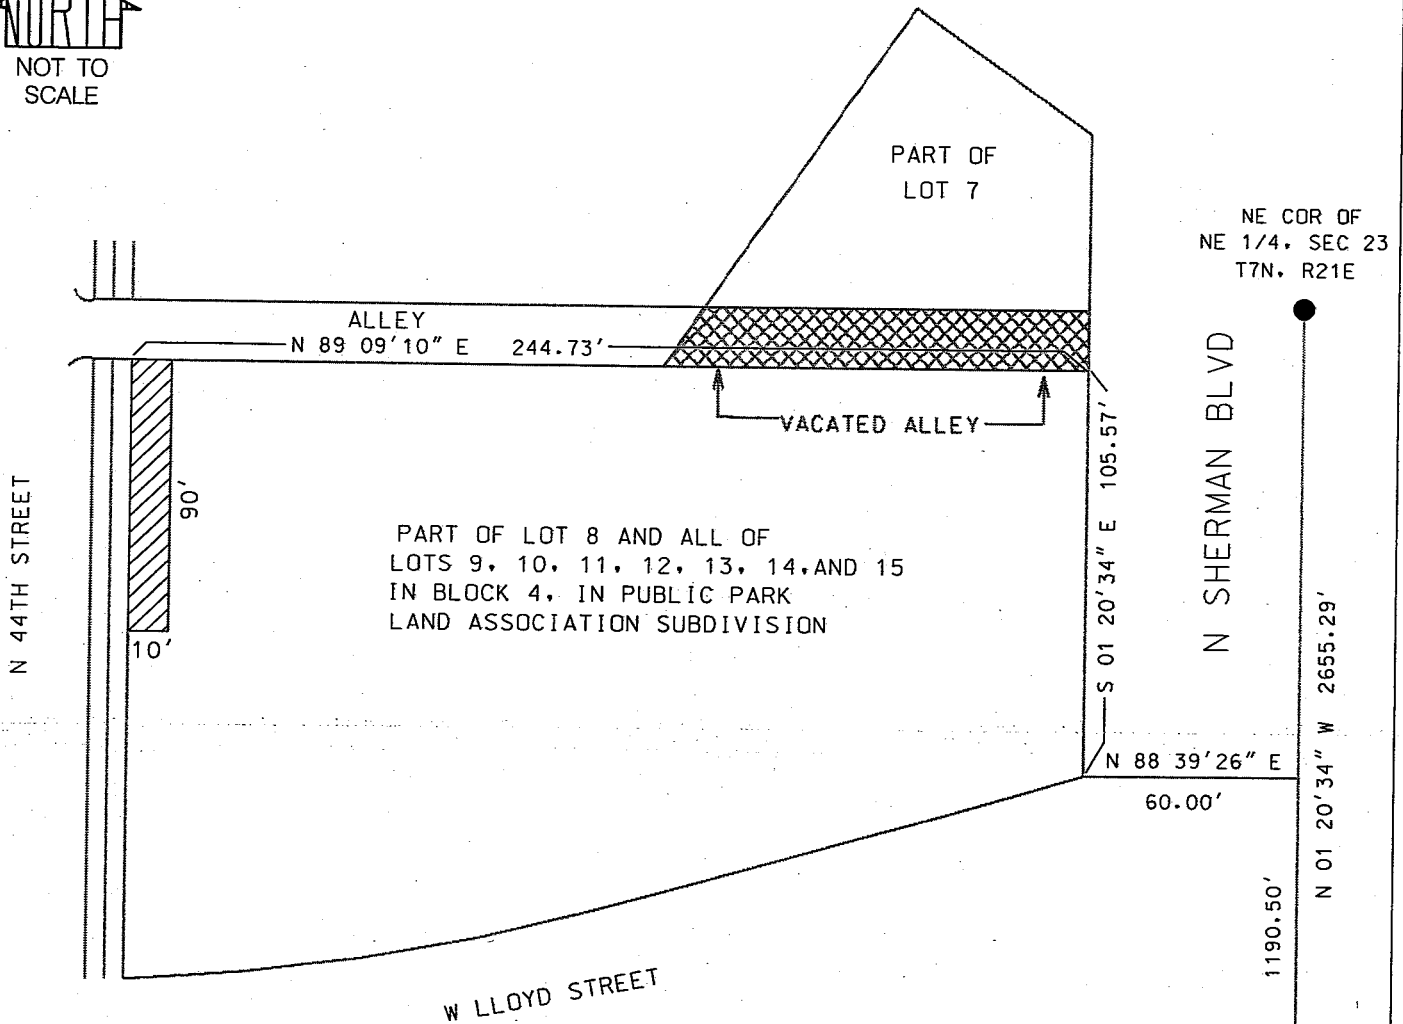 NORTH
NOT TO
SCALE
PART OF
LOT 7
NE COR OF
NE 1/4, SEC 23
T7N, R21E
ALLEY
N 89 09'10" E 244.73'
VACATED ALLEY
N 44TH STREET
90'
10'
PART OF LOT 8 AND ALL OF
LOTS 9, 10, 11, 12, 13, 14,AND 15
IN BLOCK 4, IN PUBLIC PARK
LAND ASSOCIATION SUBDIVISION
S 01 20'34" E 105.57'
N SHERMAN BLVD
N 01 20'34" W 2655.29'
N 88 39'26" E
60.00'
1190.50'
W LLOYD STREET